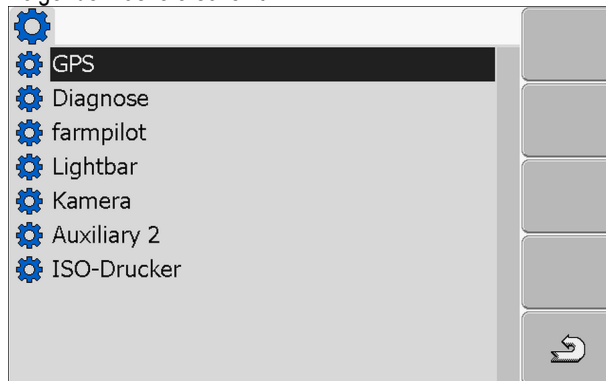 GPS
Diagnose
farmpilot
Lightbar
Kamera
Auxiliary 2
ISO-Drucker